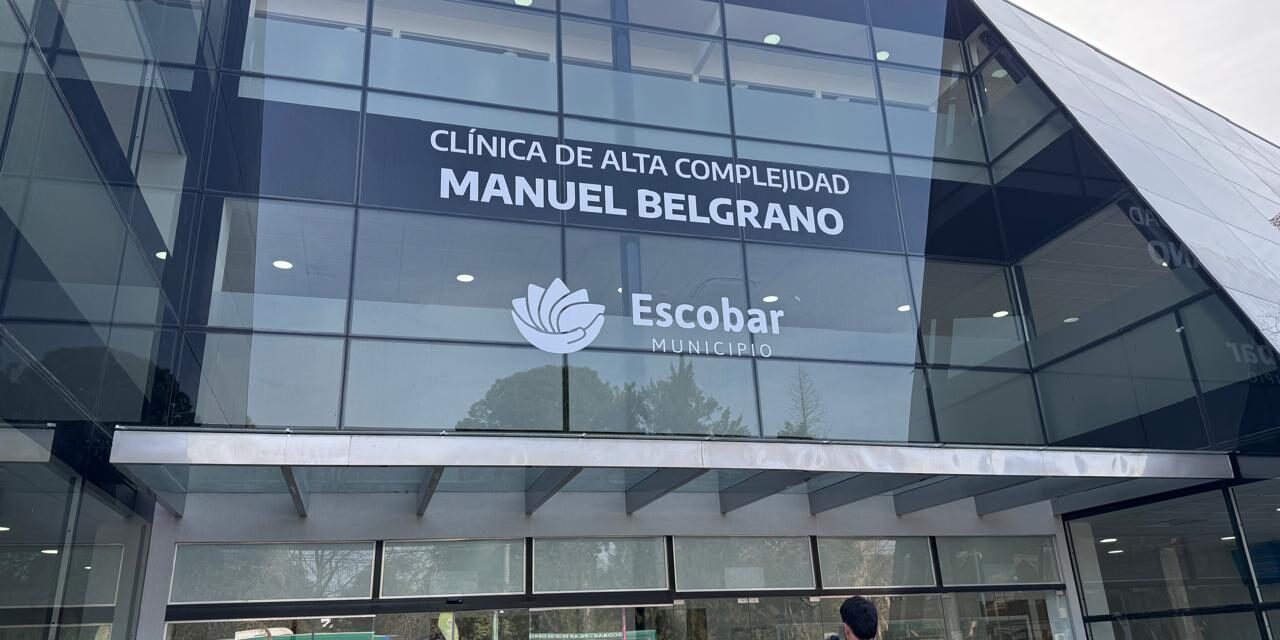 CLÍNICA DE ALTA COMPLEJIDAD
MANUEL BELGRANO
Escobar
MUNICIPIO